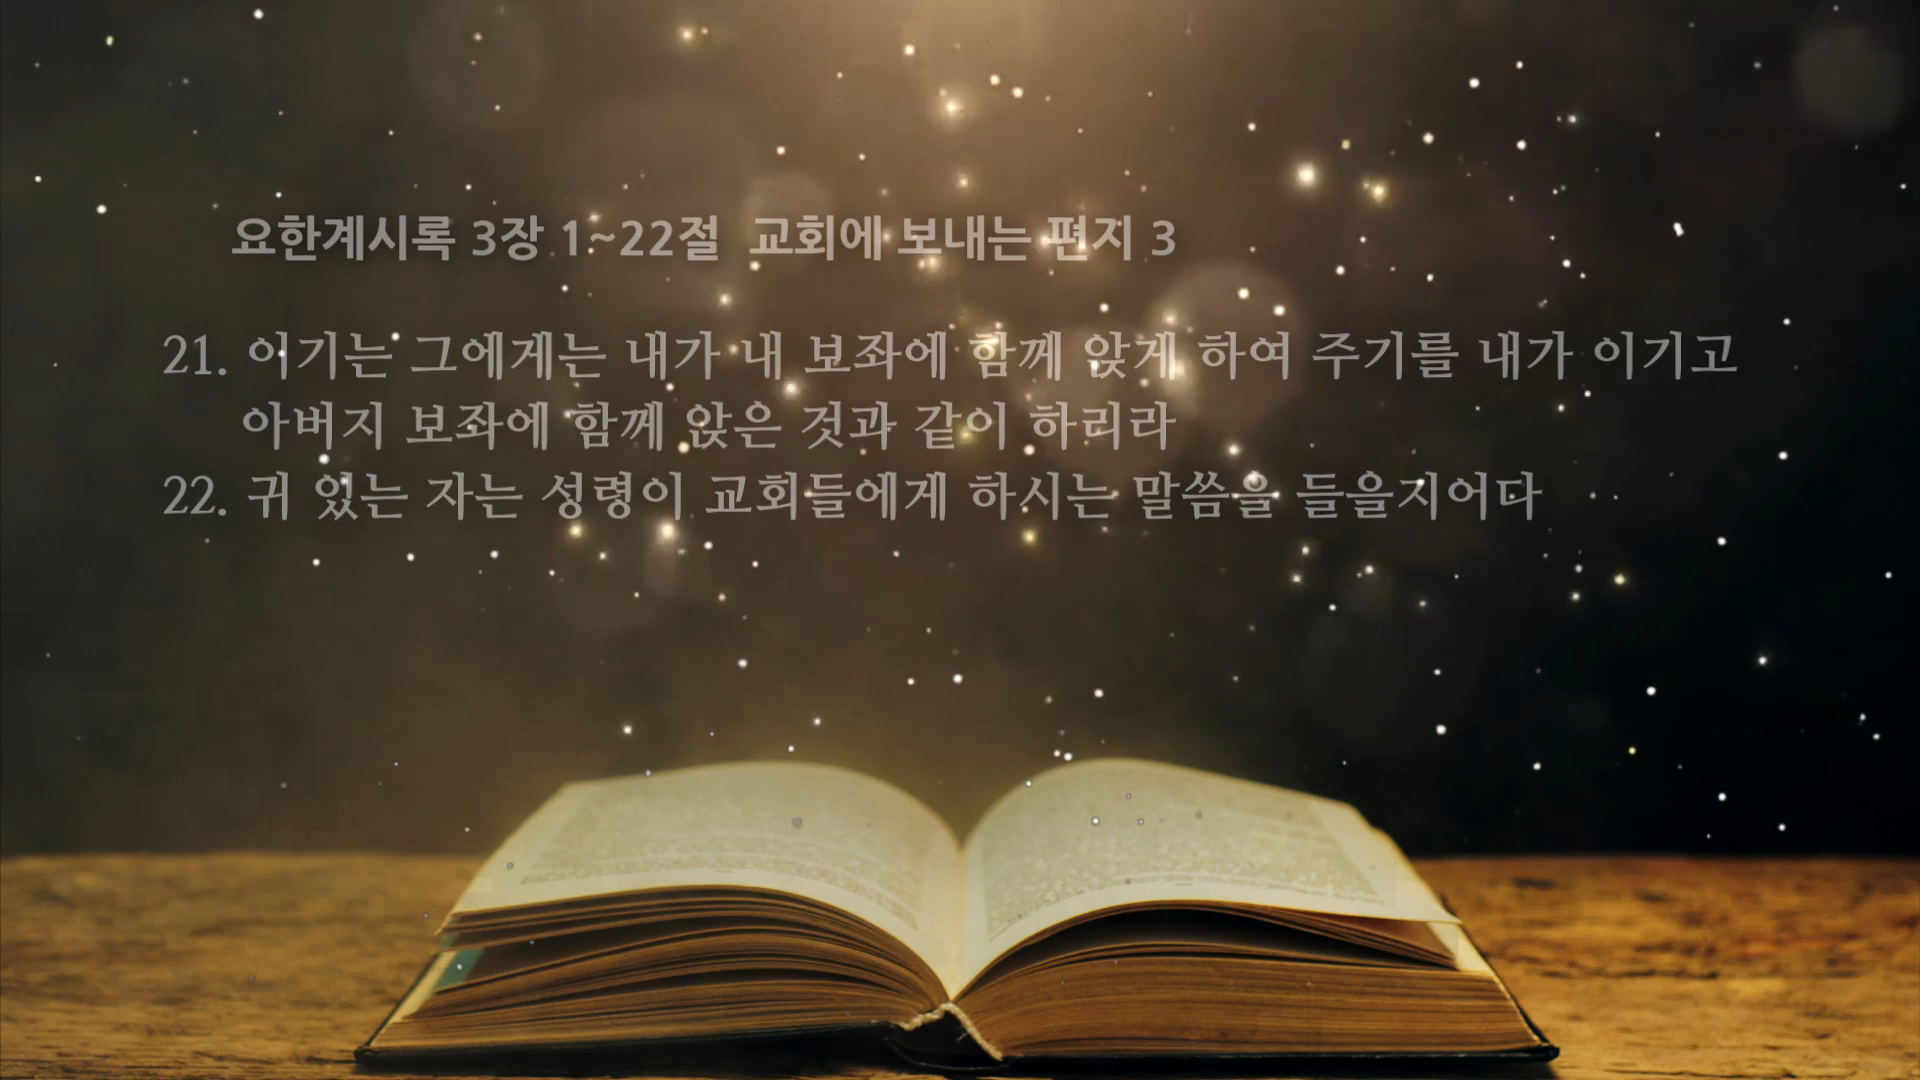 요한계시록 3장 1~22절 교회에 보내는 편지 3
21. 이기는 그에게는 내가 내 보좌에 함께 앉게 하여 주기를 내가 이기고
아버지 보좌에 함께 앉은 것과 같이 하리라
22. 귀 있는 자는 성령이 교회들에게 하시는 말씀을 들을지어다